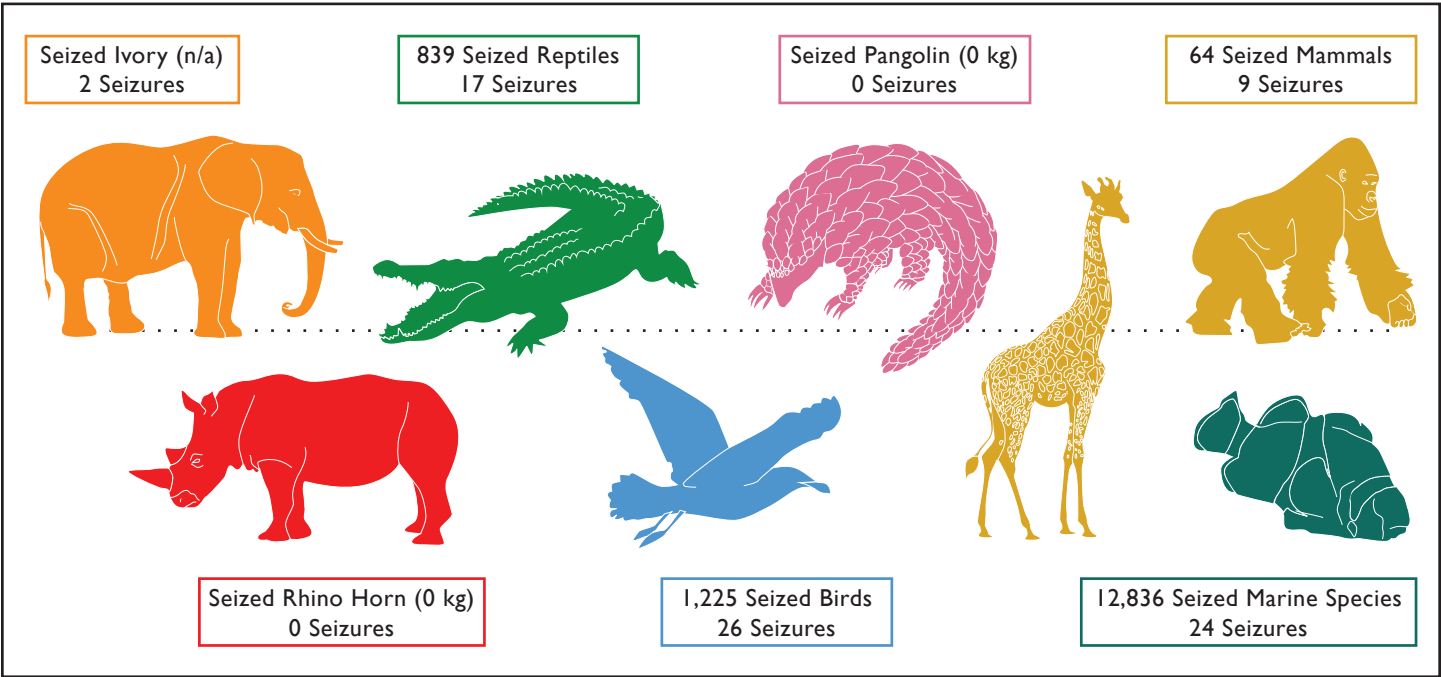 Seized Ivory (n/a)
2 Seizures
839 Seized Reptiles
17 Seizures
Seized Pangolin (0 kg)
0 Seizures
64 Seized Mammals
9 Seizures
Seized Rhino Horn (0 kg)
0 Seizures
1,225 Seized Birds
26 Seizures
12,836 Seized Marine Species
24 Seizures